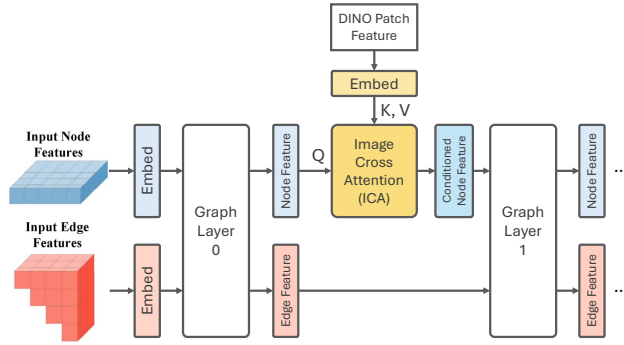 DINO Patch
Feature
Embed
K, V
Input Node
Features
Embed
Graph
Layer
0
Node Feature
Q
Image
Cross
Attention
(ICA)
Conditioned
Node Feature
Graph
Layer
1
Node Feature
...
Input Edge
Features
Embed
Edge Feature
Edge Feature
...